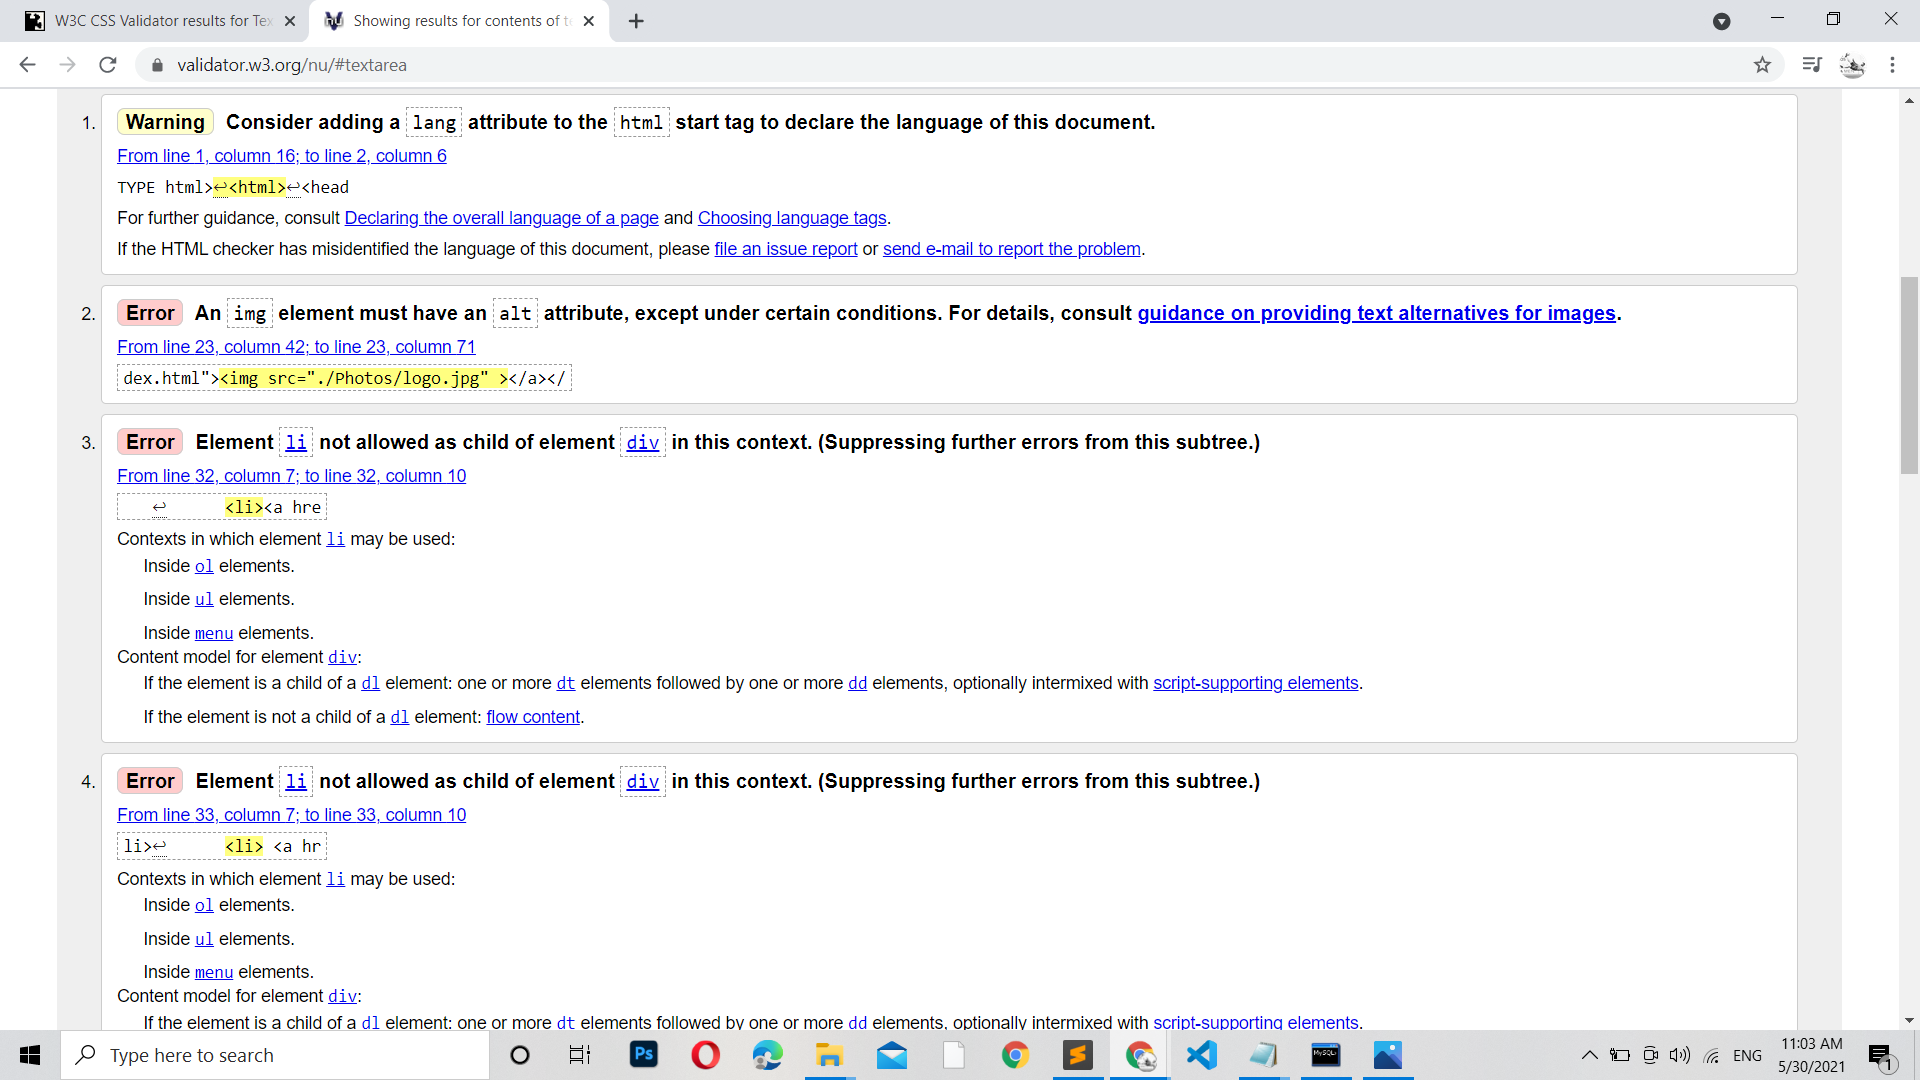 W3C CSS Validator results for Tex
Showing results for contents of te
validator.w3.org/nu/#textarea
1. Warning Consider adding a lang attribute to the html start tag to declare the language of this document.
From line 1, column 16; to line 2, column 6
TYPE html>↩<html>↩<head
For further guidance, consult Declaring the overall language of a page and Choosing language tags.
If the HTML checker has misidentified the language of this document, please file an issue report or send e-mail to report the problem.
2. Error An img element must have an alt attribute, except under certain conditions. For details, consult guidance on providing text alternatives for images.
From line 23, column 42; to line 23, column 71
dex.html"><img src="./Photos/logo.jpg" ></a></
3. Error Element li not allowed as child of element div in this context. (Suppressing further errors from this subtree.)
From line 32, column 7; to line 32, column 10
↩ <li><a hre
Contexts in which element li may be used:
Inside ol elements.
Inside ul elements.
Inside menu elements.
Content model for element div:
If the element is a child of a dl element: one or more dt elements followed by one or more dd elements, optionally intermixed with script-supporting elements.
If the element is not a child of a dl element: flow content.
4. Error Element li not allowed as child of element div in this context. (Suppressing further errors from this subtree.)
From line 33, column 7; to line 33, column 10
li>↩ <li> <a hr
Contexts in which element li may be used:
Inside ol elements.
Inside ul elements.
Inside menu elements.
Content model for element div:
If the element is a child of a dl element: one or more dt elements followed by one or more dd elements, optionally intermixed with script-supporting elements.
Type here to search
Ps
MySQL
ENG
11:03 AM
5/30/2021
1